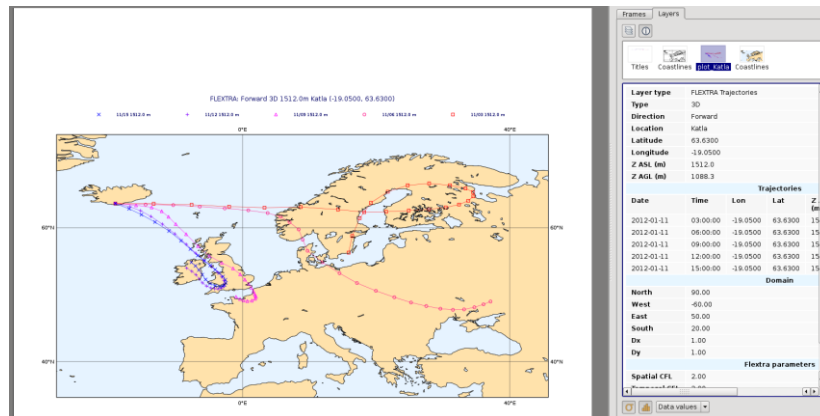 Frames Layers
Titles Coastlines plot_Katla Coastlines
FLEXTRA: Forward 3D 1512.0m Katla (-19.0500, 63.6300)
11/15 1512.0 m 11/12 1512.0 m 11/09 1512.0 m 11/06 1512.0 m 11/03 1512.0 m
0°E 40°E
60°N 60°N
40°N 40°N
0°E 40°E
Layer type FLEXTRA Trajectories
Type 3D
Direction Forward
Location Katla
Latitude 63.6300
Longitude -19.0500
Z ASL (m) 1512.0
Z AGL (m) 1088.3
Trajectories
Date Time Lon Lat Z
(m)
2012-01-11 03:00:00 -19.0500 63.6300 15
2012-01-11 06:00:00 -19.0500 63.6300 15
2012-01-11 09:00:00 -19.0500 63.6300 15
2012-01-11 12:00:00 -19.0500 63.6300 15
2012-01-11 15:00:00 -19.0500 63.6300 15
Domain
North 90.00
West -60.00
East 50.00
South 20.00
Dx 1.00
Dy 1.00
Flextra parameters
Spatial CFL 2.00
Data values